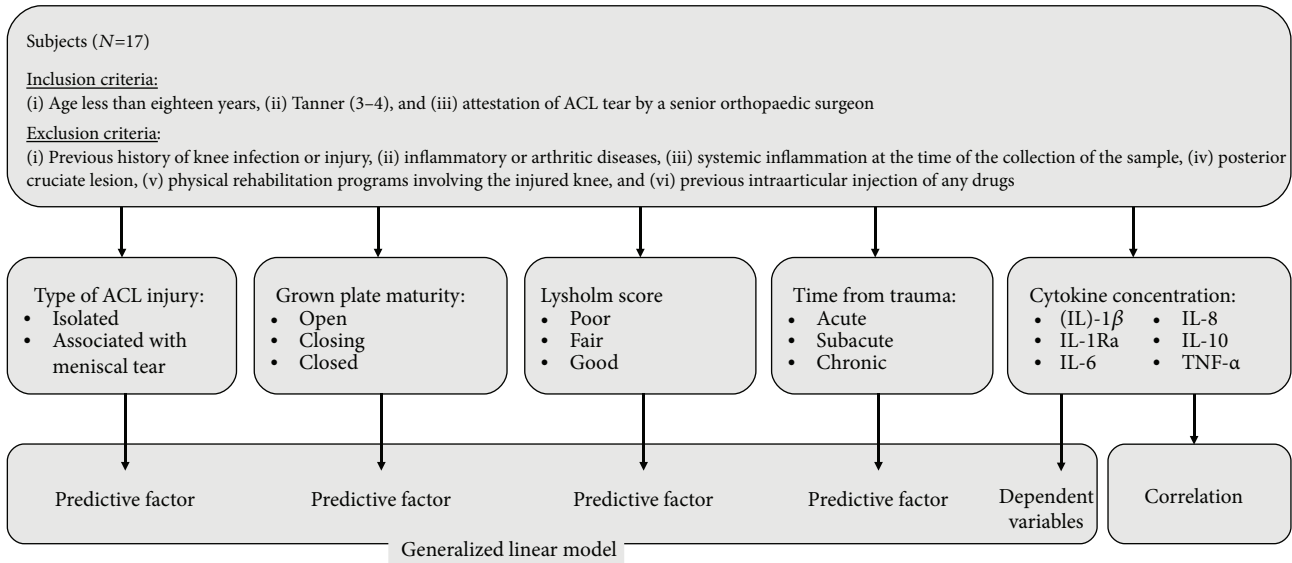 Subjects (N=17)
Inclusion criteria:
(i) Age less than eighteen years, (ii) Tanner (3–4), and (iii) attestation of ACL tear by a senior orthopaedic surgeon
Exclusion criteria:
(i) Previous history of knee infection or injury, (ii) inflammatory or arthritic diseases, (iii) systemic inflammation at the time of the collection of the sample, (iv) posterior
cruciate lesion, (v) physical rehabilitation programs involving the injured knee, and (vi) previous intraarticular injection of any drugs
Type of ACL injury:
• Isolated
• Associated with
meniscal tear
Grown plate maturity:
• Open
• Closing
• Closed
Lysholm score
• Poor
• Fair
• Good
Time from trauma:
• Acute
• Subacute
• Chronic
Cytokine concentration:
• (IL)-1β
• IL-1Ra
• IL-6
• IL-8
• IL-10
• TNF-α
Predictive factor
Predictive factor
Predictive factor
Predictive factor
Dependent
variables
Correlation
Generalized linear model